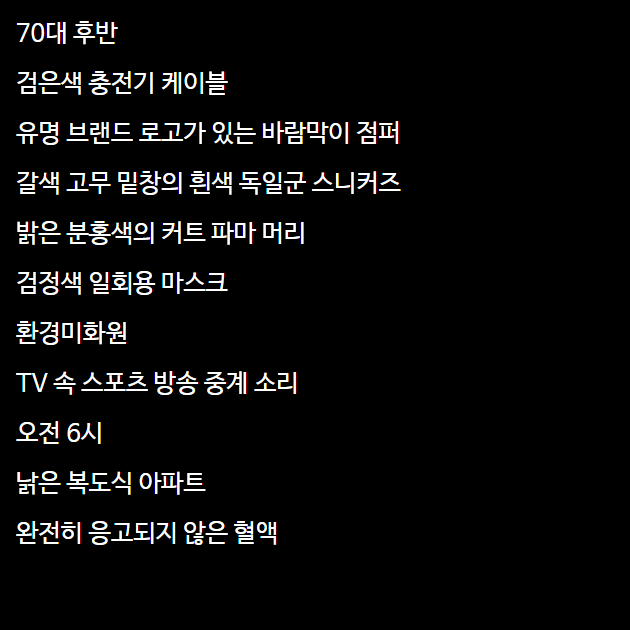 70대 후반
검은색 충전기 케이블
유명 브랜드 로고가 있는 바람막이 점퍼
갈색 고무 밑창의 흰색 독일군 스니커즈
밝은 분홍색의 커트 파마 머리
검정색 일회용 마스크
환경미화원
TV 속 스포츠 방송 중계 소리
오전 6시
낡은 복도식 아파트
완전히 응고되지 않은 혈액